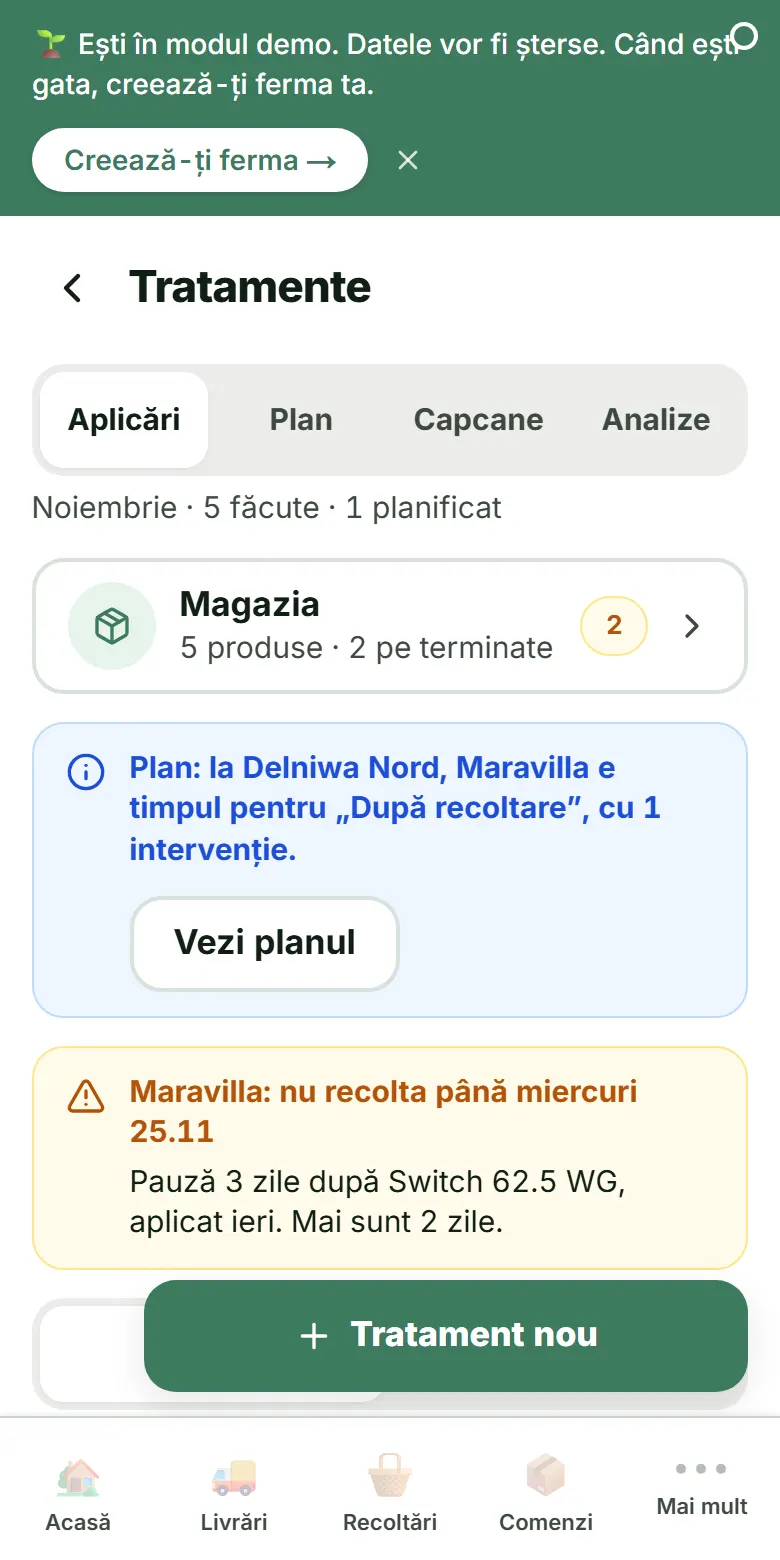 🌱 Ești în modul demo. Datele vor fi șterse. Când ești
gata, creează-ți ferma ta.
Creează-ți ferma →
Tratamente
Aplicări
Plan
Capcane
Analize
Noiembrie · 5 făcute · 1 planificat
Magazia
5 produse · 2 pe terminate
2
Plan: la Delniwa Nord, Maravilla e
timpul pentru „După recoltare”, cu 1
intervenție.
Vezi planul
Maravilla: nu recolta până miercuri
25.11
Pauză 3 zile după Switch 62.5 WG,
aplicat ieri. Mai sunt 2 zile.
+ Tratament nou
Acasă
Livrări
Recoltări
Comenzi
Mai mult